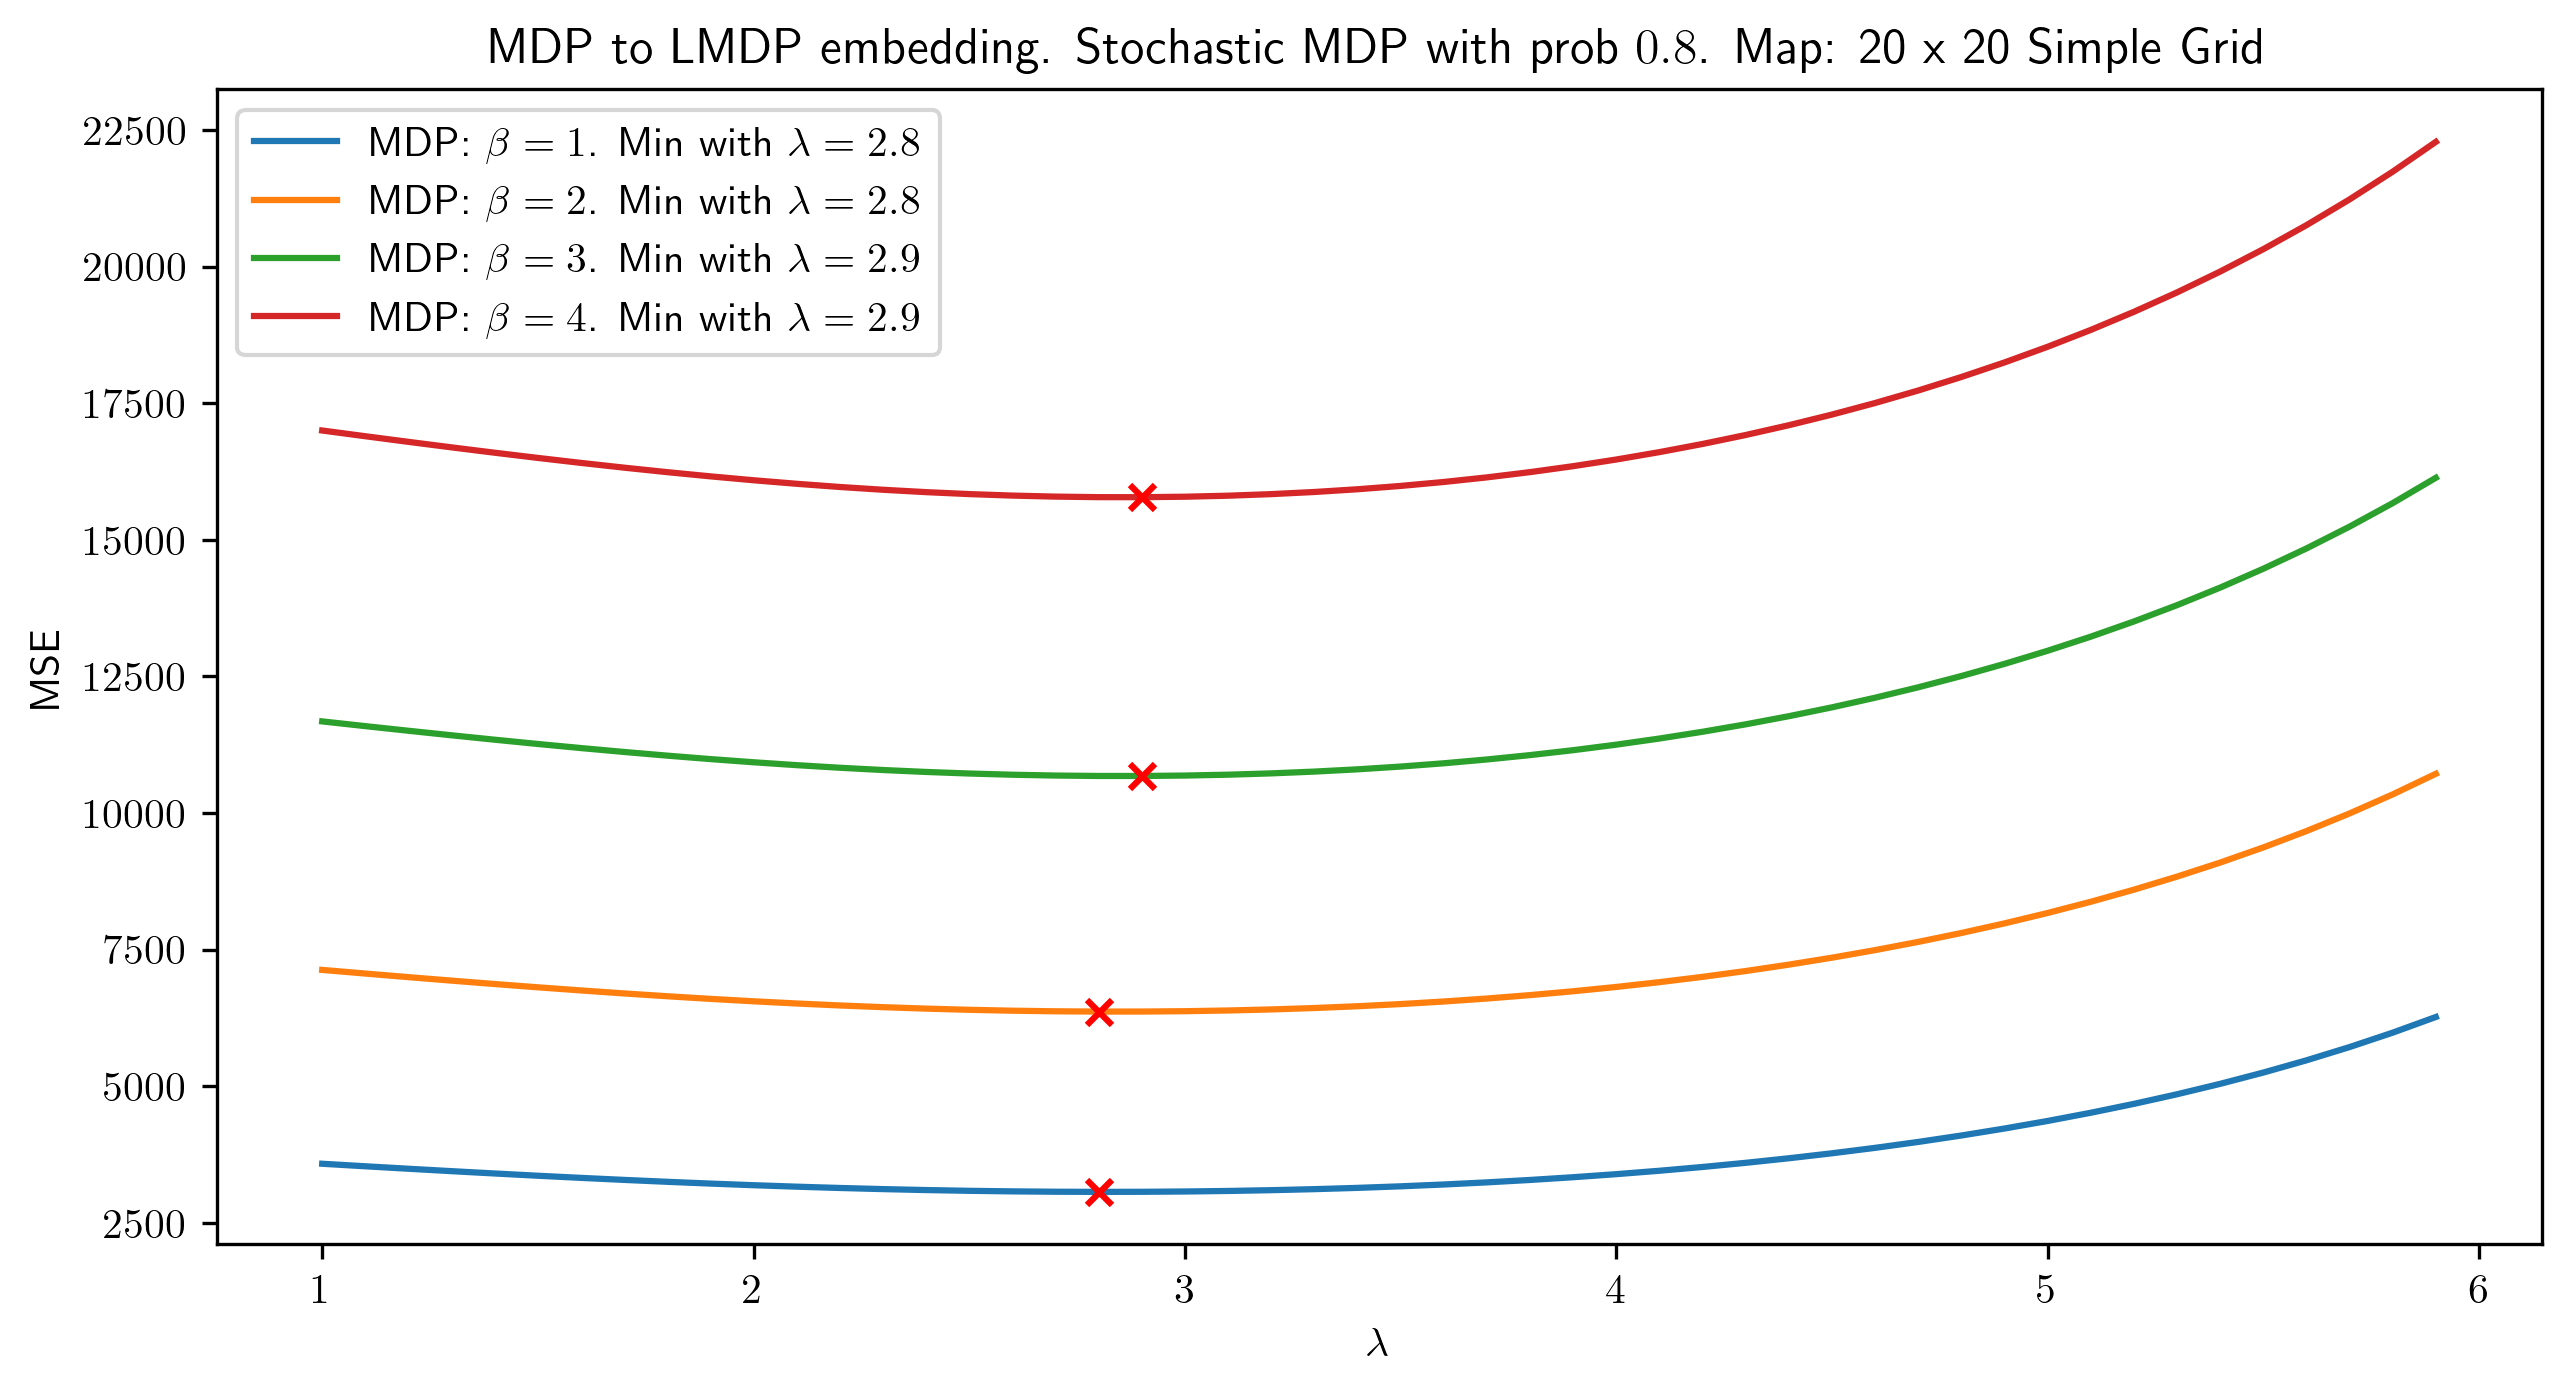 MDP to LMDP embedding. Stochastic MDP with prob 0.8. Map: 20 x 20 Simple Grid
MDP: β = 1. Min with λ = 2.8
MDP: β = 2. Min with λ = 2.8
MDP: β = 3. Min with λ = 2.9
MDP: β = 4. Min with λ = 2.9
22500
20000
17500
15000
12500
10000
7500
5000
2500
MSE
1 2 3 4 5 6
λ